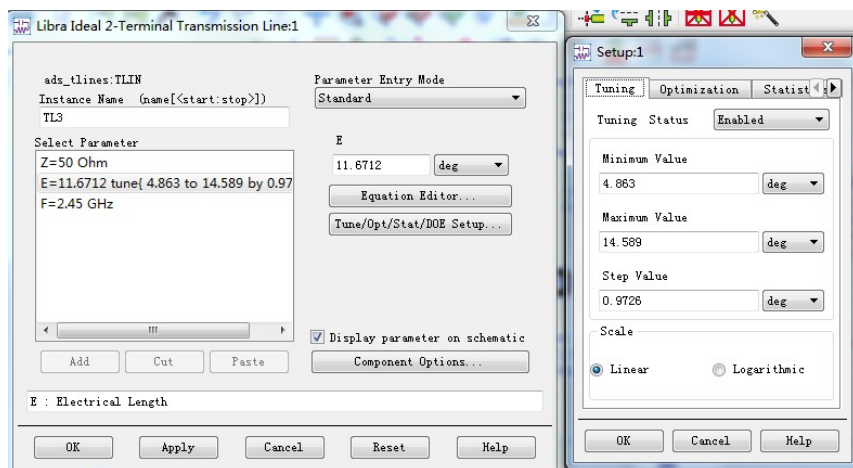 Libra Ideal 2-Terminal Transmission Line:1
ads_tlines:TLIN
Instance Name (name[<start:stop>])
TL3
Select Parameter
Z=50 Ohm
E=11.6712 tune{ 4.863 to 14.589 by 0.97
F=2.45 GHz
Add Cut Paste
Parameter Entry Mode
Standard
E
11.6712 deg
Equation Editor...
Tune/Opt/Stat/DOE Setup...
Display parameter on schematic
Component Options...
E : Electrical Length
OK Apply Cancel Reset Help
Setup:1
Tuning Optimization Statist
Tuning Status Enabled
Minimum Value
4.863 deg
Maximum Value
14.589 deg
Step Value
0.9726 deg
Scale
Linear Logarithmic
OK Cancel Help